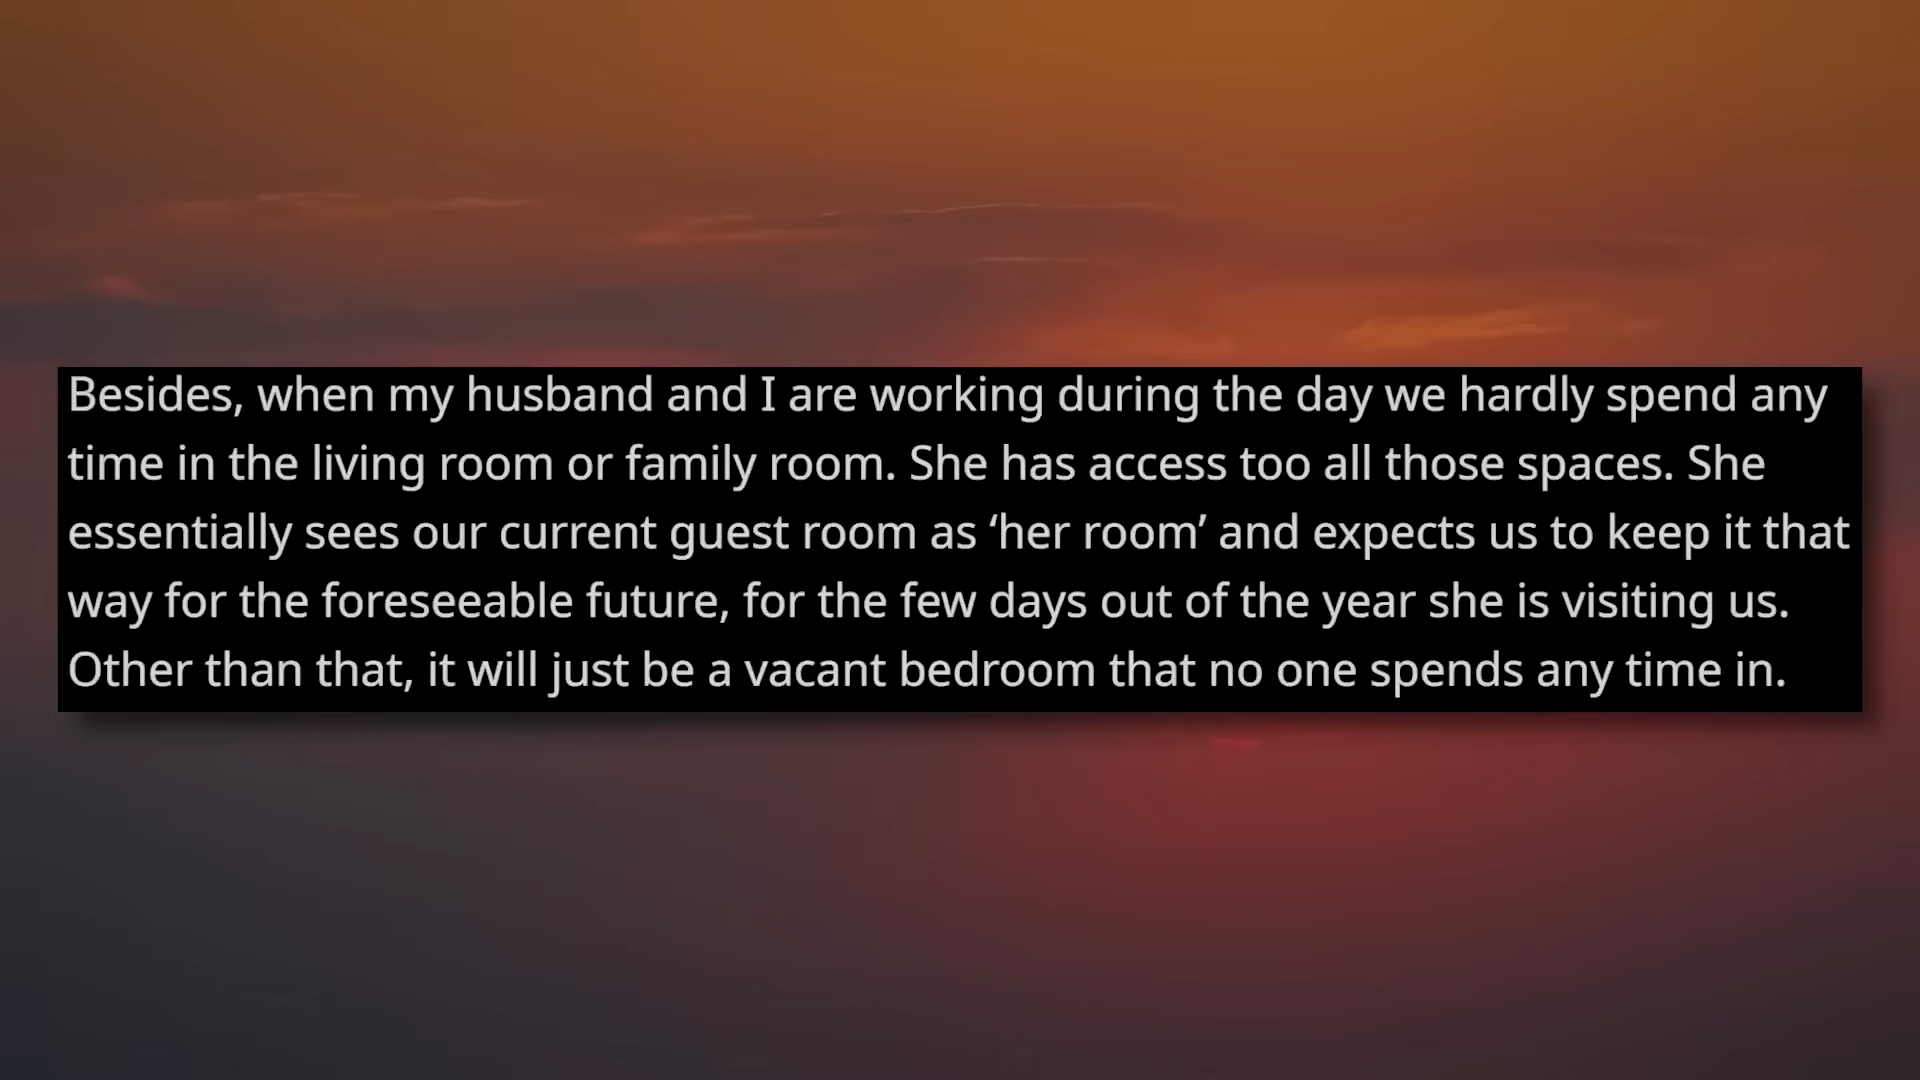 Besides, when my husband and I are working during the day we hardly spend any
time in the living room or family room. She has access too all those spaces. She
essentially sees our current guest room as ‘her room’ and expects us to keep it that
way for the foreseeable future, for the few days out of the year she is visiting us.
Other than that, it will just be a vacant bedroom that no one spends any time in.